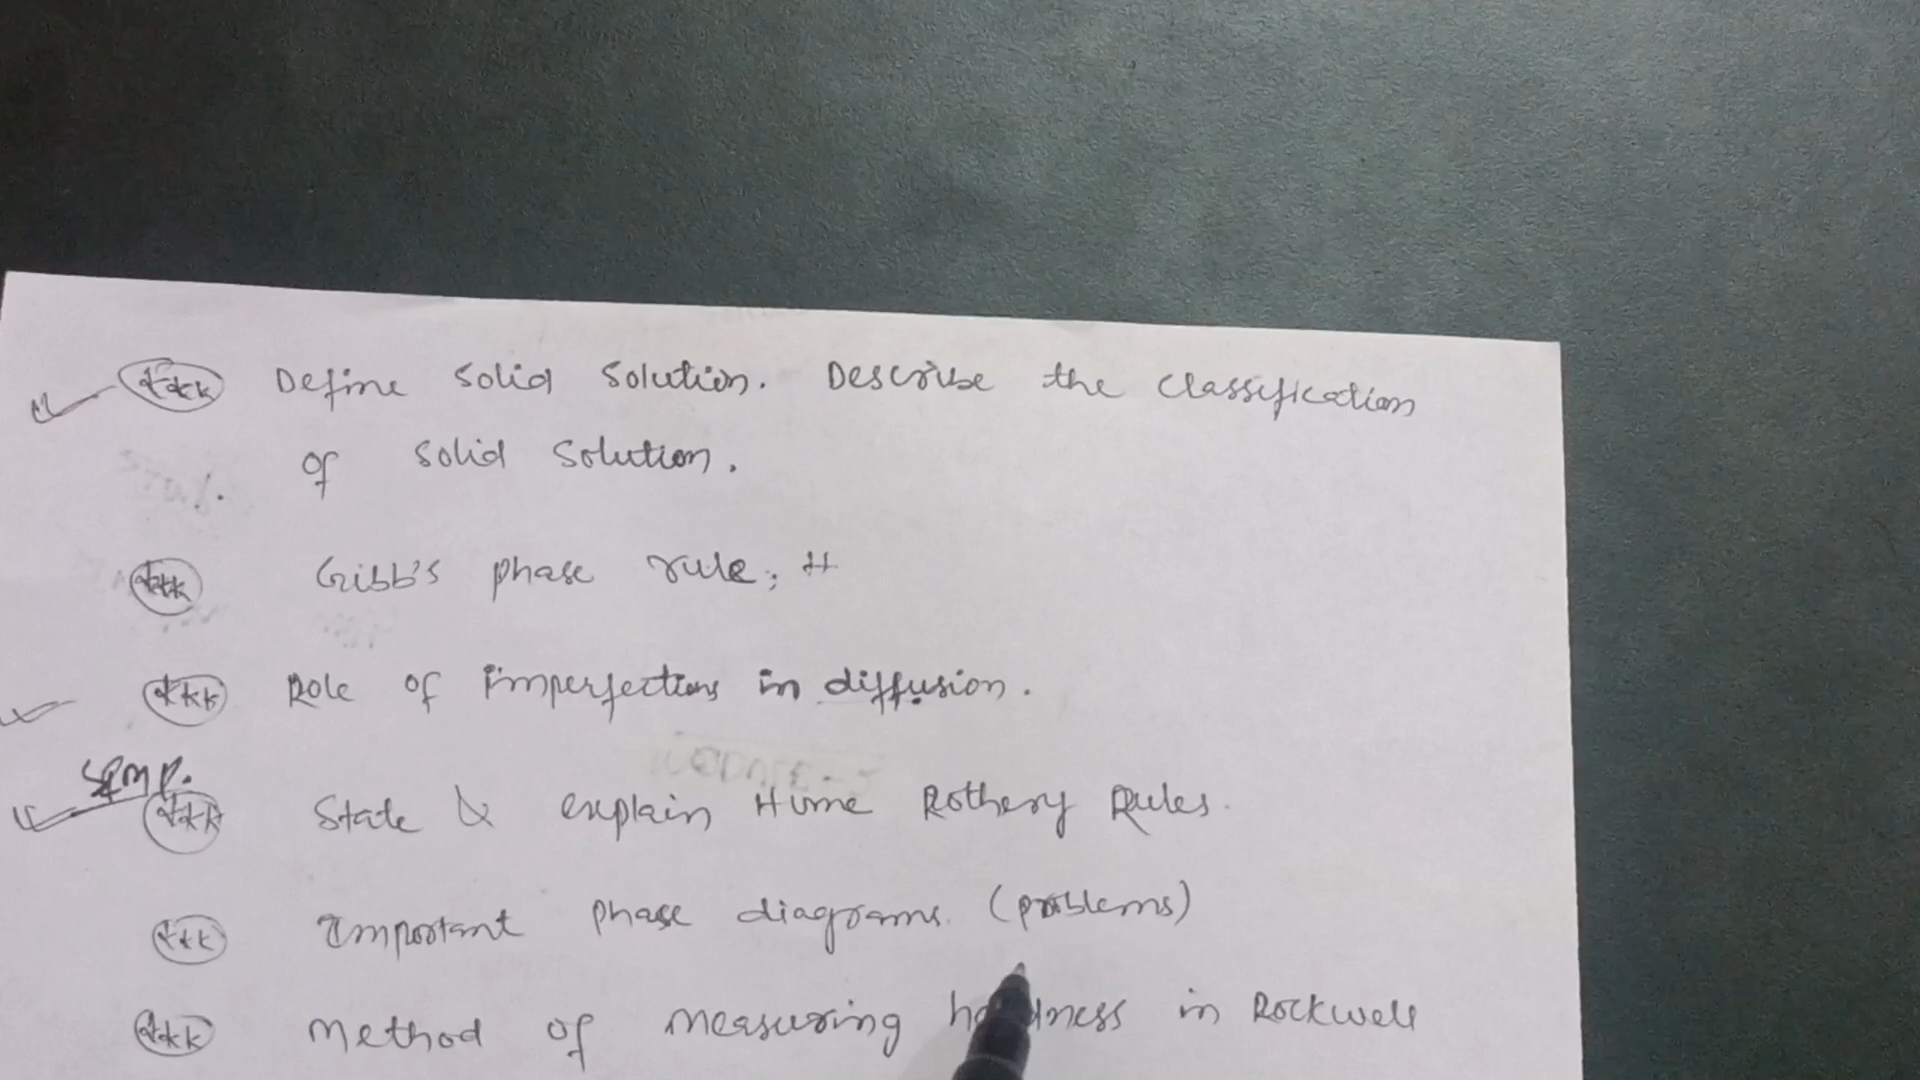 *** Define Solid Solution. Describe the classification
of solid solution.
*** Gibb's phase rule;
*** Role of imperfections in diffusion.
*** State & explain Hume Rothery Rules.
*** Important phase diagrams. (problems)
*** Method of measuring hardness in Rockwell